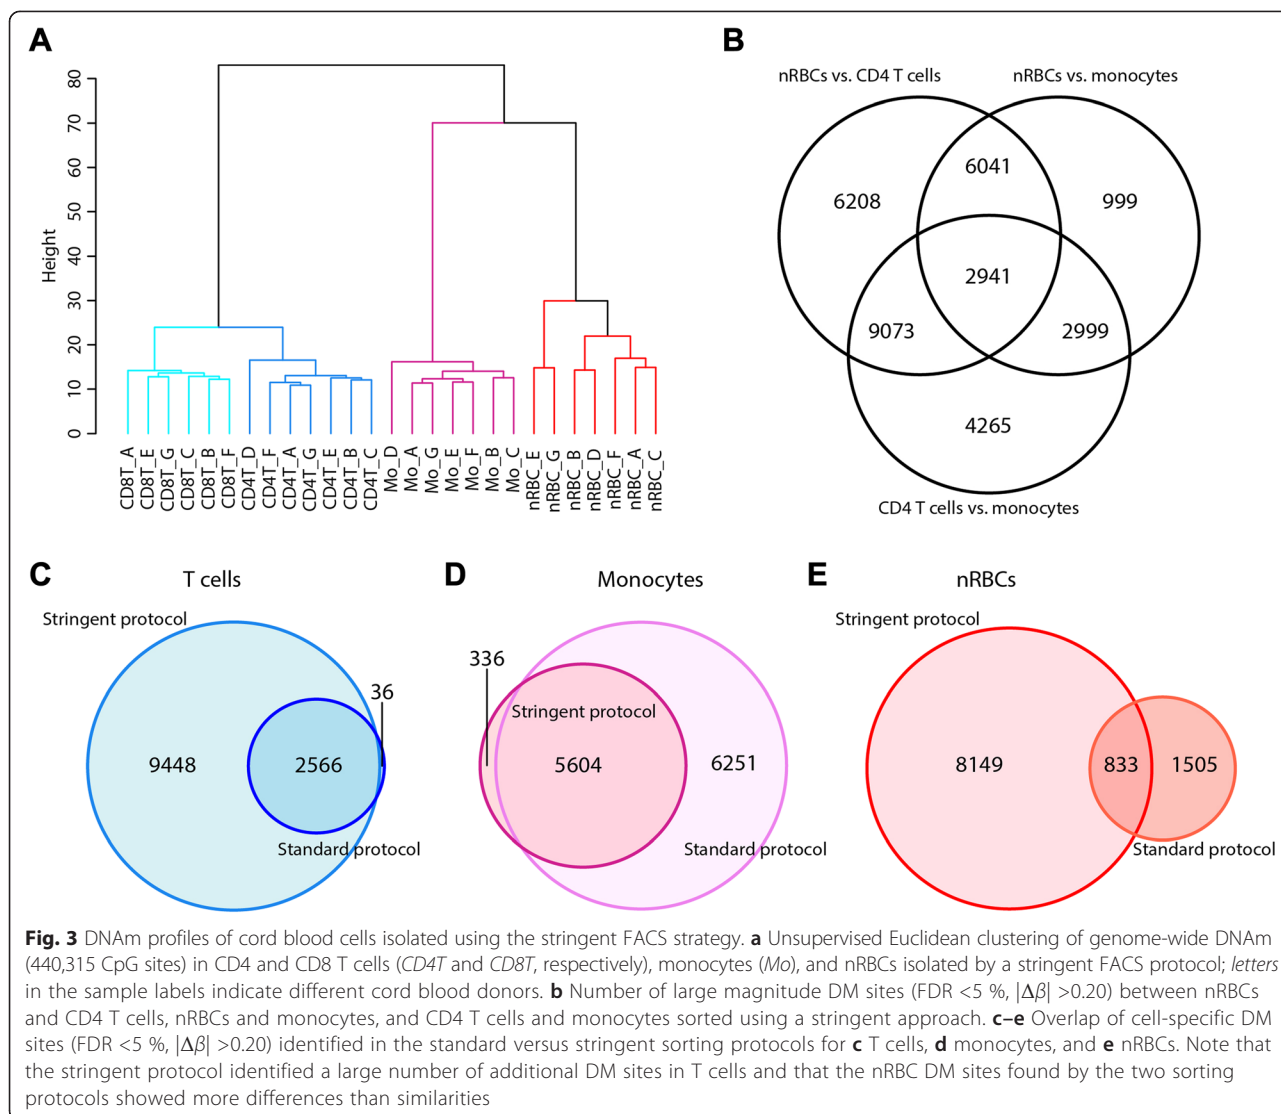 A
Height
80
70
60
50
40
30
20
10
0
CD8T_A
CD8T_E
CD8T_G
CD8T_C
CD8T_B
CD8T_F
CD4T_D
CD4T_F
CD4T_A
CD4T_G
CD4T_E
CD4T_B
CD4T_C
Mo_D
Mo_A
Mo_G
Mo_E
Mo_F
Mo_B
Mo_C
nRBC_E
nRBC_G
nRBC_B
nRBC_D
nRBC_F
nRBC_A
nRBC_C
B
nRBCs vs. CD4 T cells
nRBCs vs. monocytes
6041
6208
999
2941
9073
2999
4265
CD4 T cells vs. monocytes
C
T cells
Stringent protocol
36
9448
2566
Standard protocol
D
Monocytes
336
Stringent protocol
5604
6251
Standard protocol
E
nRBCs
Stringent protocol
8149
833
1505
Standard protocol
Fig. 3 DNAm profiles of cord blood cells isolated using the stringent FACS strategy. a Unsupervised Euclidean clustering of genome-wide DNAm
(440,315 CpG sites) in CD4 and CD8 T cells (CD4T and CD8T, respectively), monocytes (Mo), and nRBCs isolated by a stringent FACS protocol; letters
in the sample labels indicate different cord blood donors. b Number of large magnitude DM sites (FDR <5 %, |Δβ| >0.20) between nRBCs
and CD4 T cells, nRBCs and monocytes, and CD4 T cells and monocytes sorted using a stringent approach. c–e Overlap of cell-specific DM
sites (FDR <5 %, |Δβ| >0.20) identified in the standard versus stringent sorting protocols for c T cells, d monocytes, and e nRBCs. Note that
the stringent protocol identified a large number of additional DM sites in T cells and that the nRBC DM sites found by the two sorting
protocols showed more differences than similarities